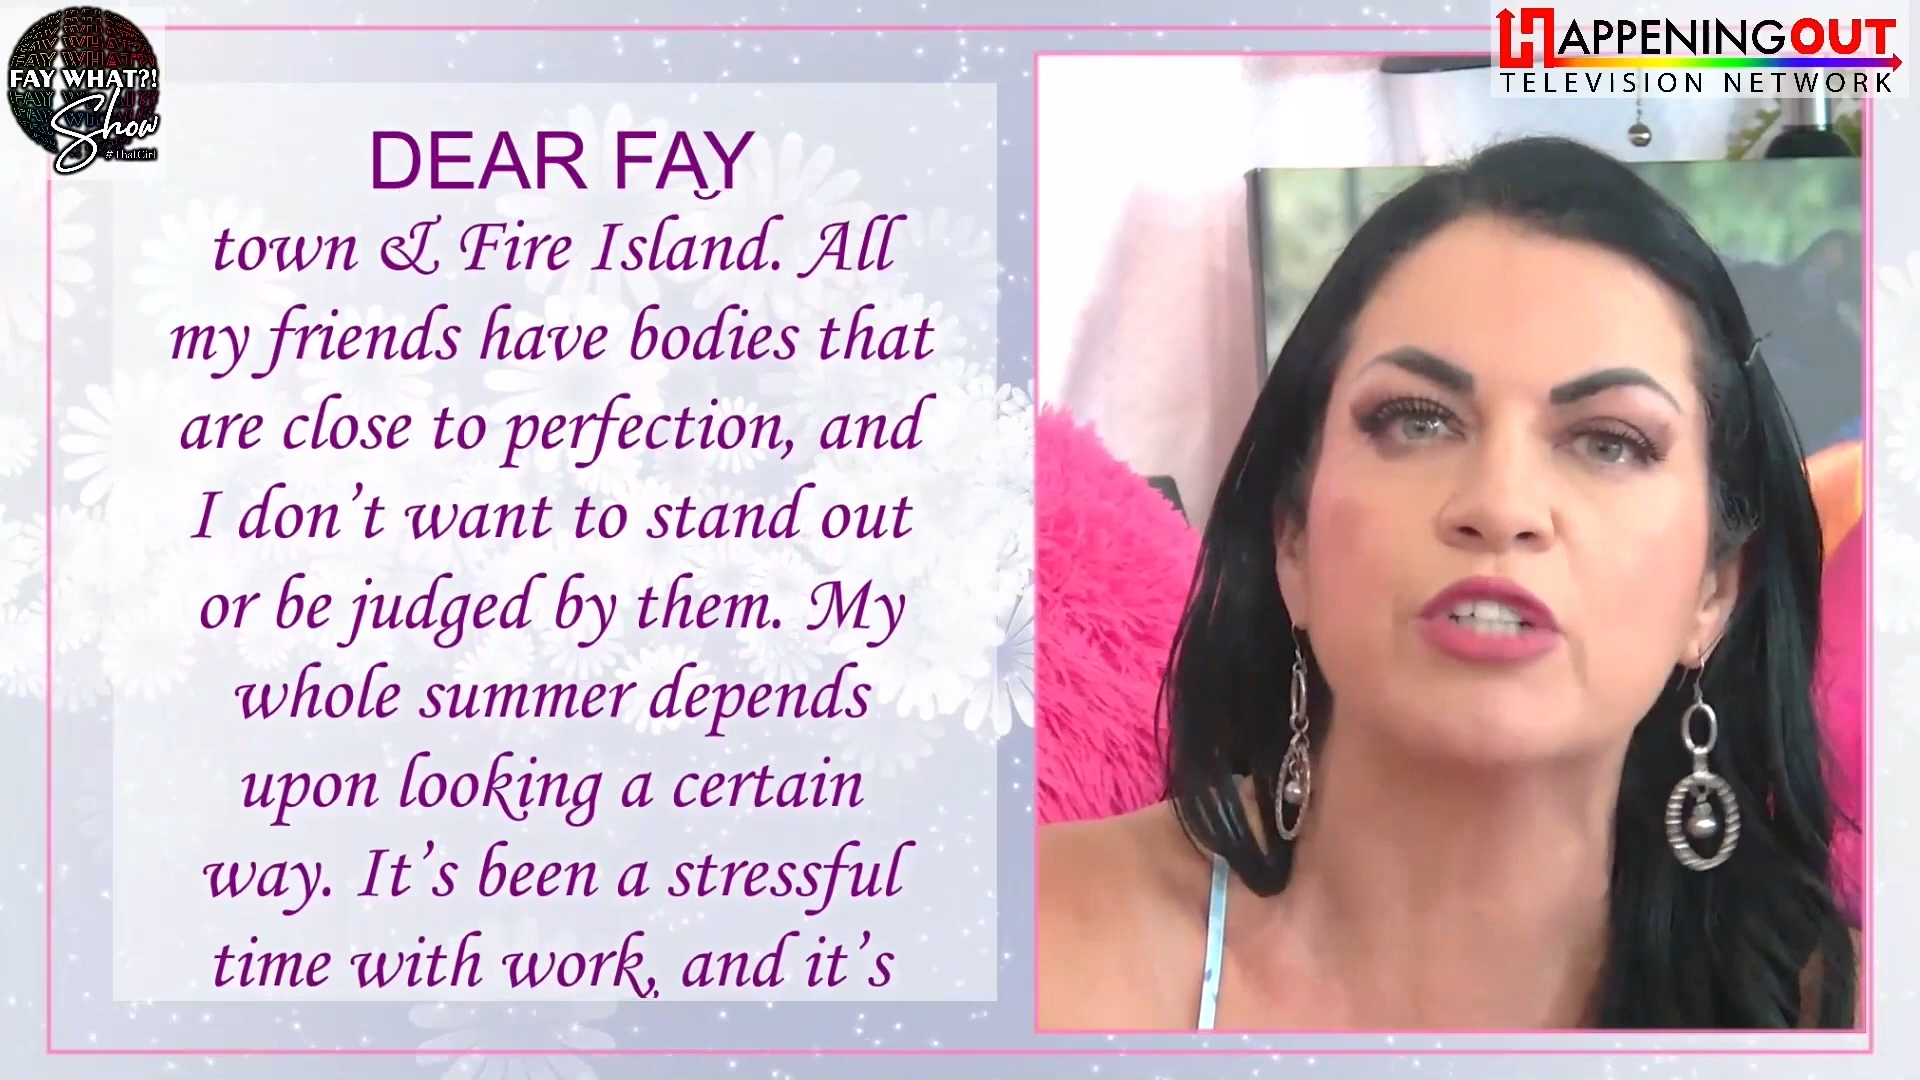 FAY WHAT?!
Show
#ThatGirl
HAPPENINGOUT
TELEVISION NETWORK
DEAR FAY
town & Fire Island. All
my friends have bodies that
are close to perfection, and
I don't want to stand out
or be judged by them. My
whole summer depends
upon looking a certain
way. It's been a stressful
time with work, and it's